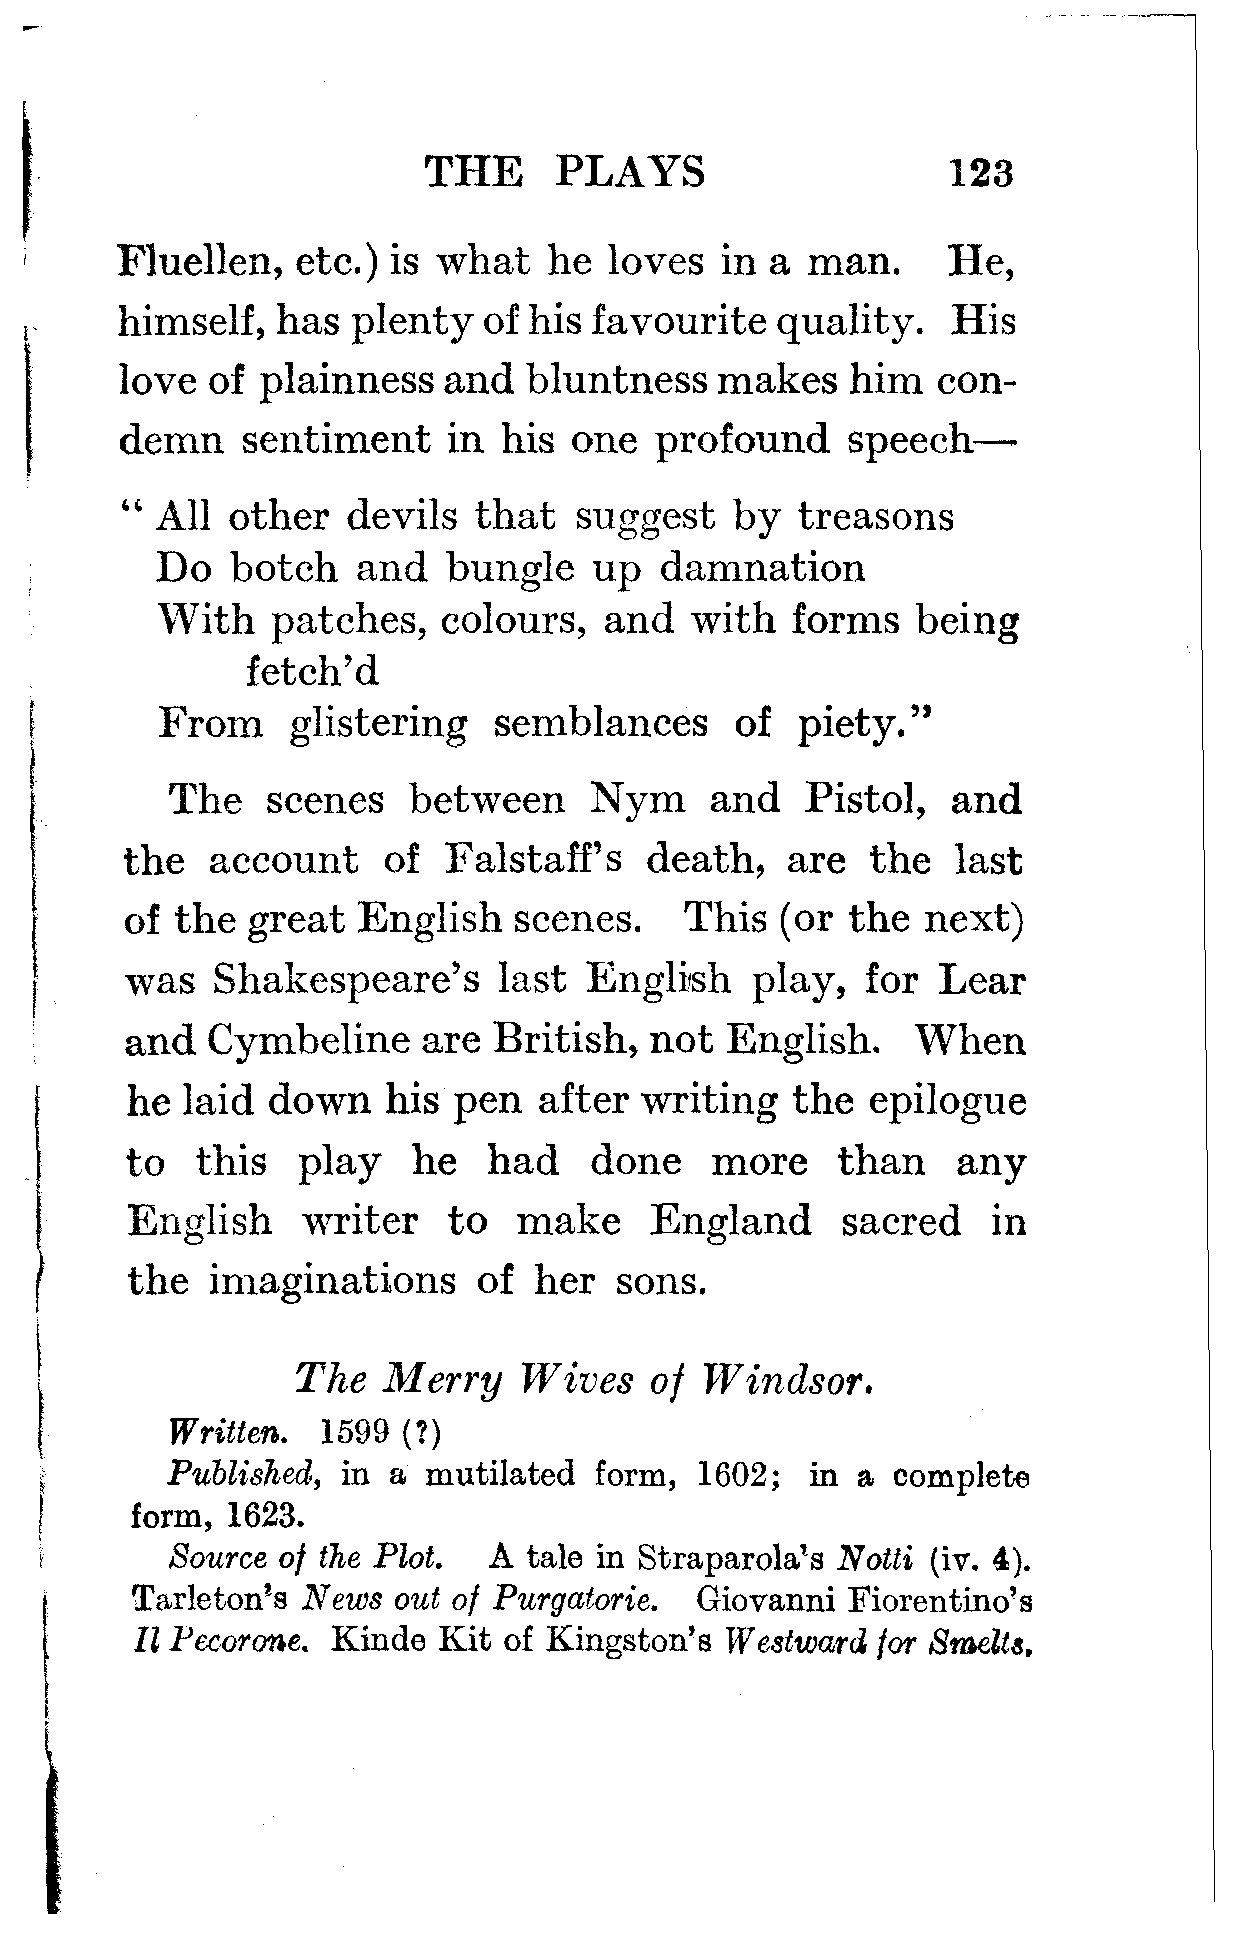 THE PLAYS 123
Fluellen, etc.) is what he loves in a man. He,
himself, has plenty of his favourite quality. His
love of plainness and bluntness makes him con-
demn sentiment in his one profound speech—
“ All other devils that suggest by treasons
Do botch and bungle up damnation
With patches, colours, and with forms being
fetch’d
From glistering semblances of piety.”
The scenes between Nym and Pistol, and
the account of Falstaff’s death, are the last
of the great English scenes. This (or the next)
was Shakespeare’s last English play, for Lear
and Cymbeline are British, not English. When
he laid down his pen after writing the epilogue
to this play he had done more than any
English writer to make England sacred in
the imaginations of her sons.
The Merry Wives of Windsor.
Written. 1599 (?)
Published, in a mutilated form, 1602; in a complete
form, 1623.
Source of the Plot. A tale in Straparola’s Notti (iv. 4).
Tarleton’s News out of Purgatorie. Giovanni Fiorentino’s
Il Pecorone. Kinde Kit of Kingston’s Westward for Smelts.